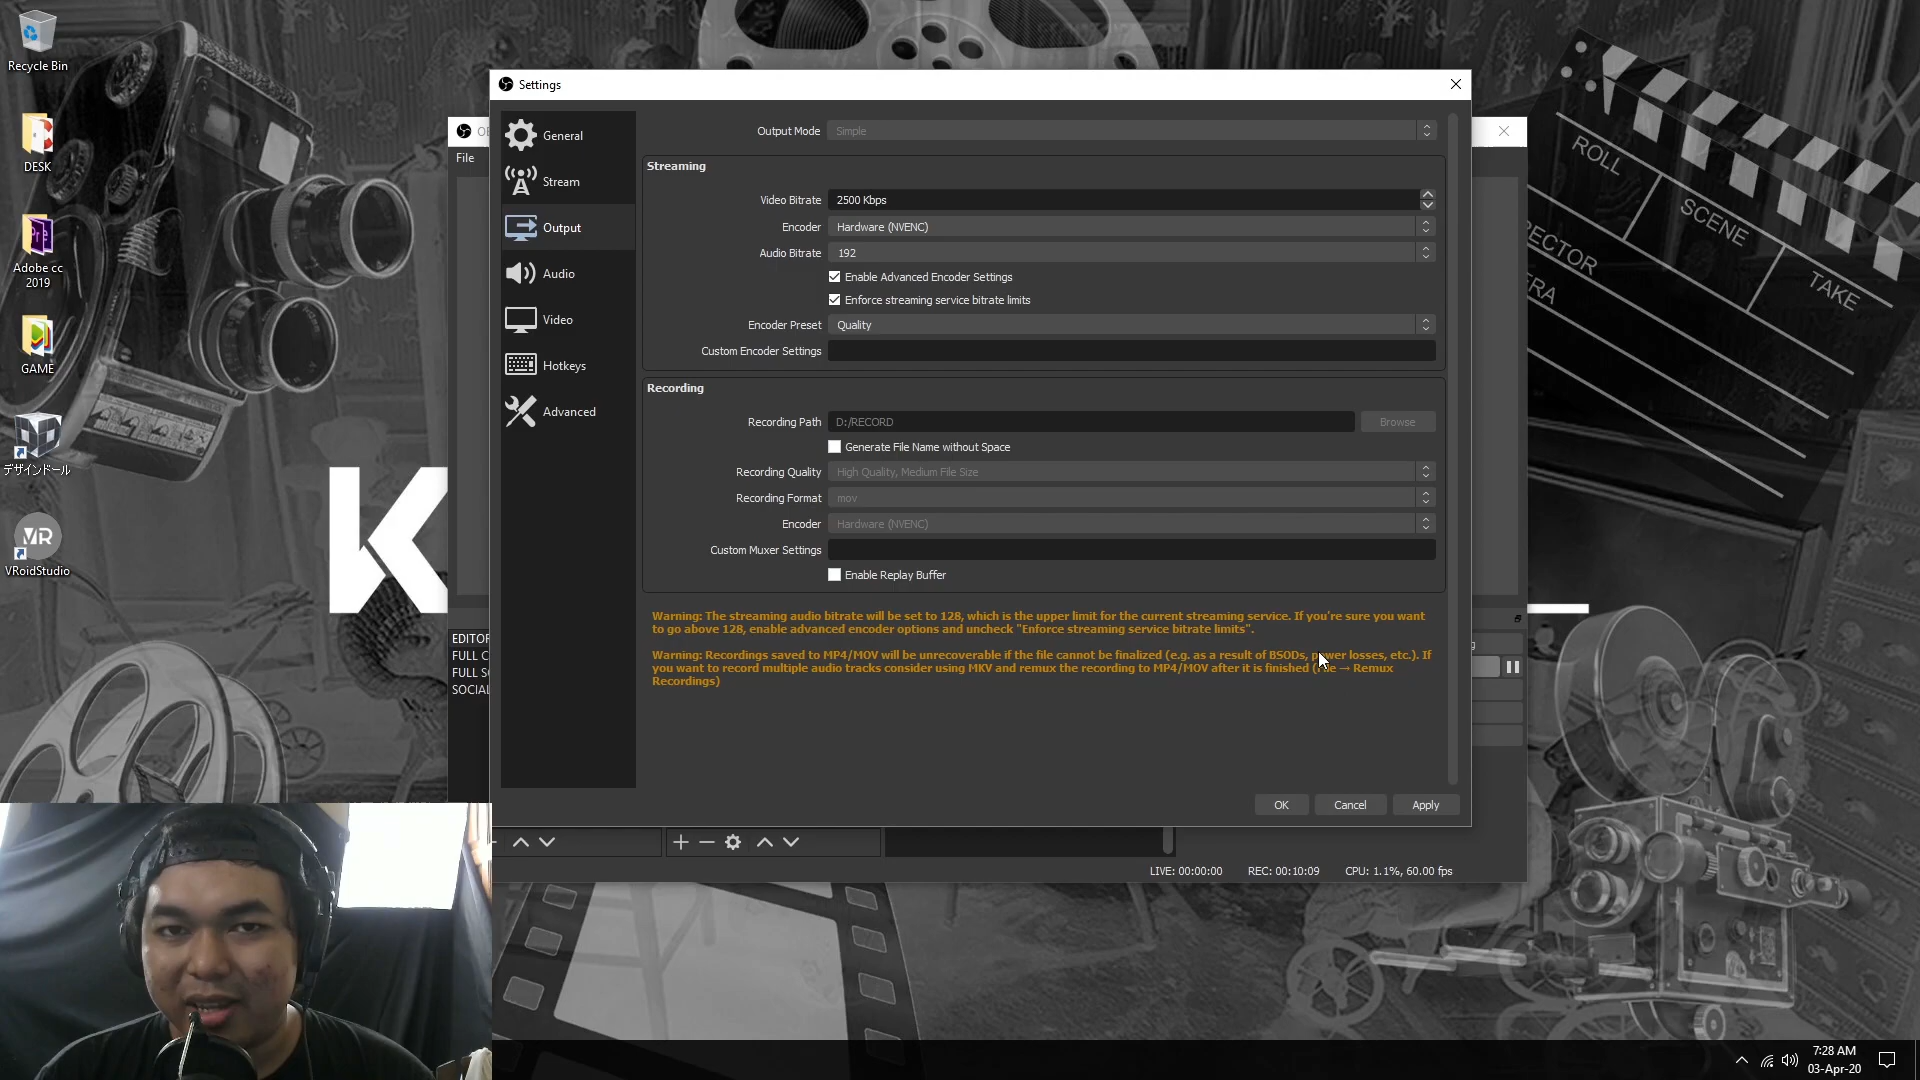 Recycle Bin
DESK
Adobe cc
2019
GAME
デザインドール
VRoidStudio
K
ROLL
SCENE
TAKE
File
Settings
General
Stream
Output
Audio
Video
Hotkeys
Advanced
Output Mode Simple
Streaming
Video Bitrate 2500 Kbps
Encoder Hardware (NVENC)
Audio Bitrate 192
Enable Advanced Encoder Settings
Enforce streaming service bitrate limits
Encoder Preset Quality
Custom Encoder Settings
Recording
Recording Path D:/RECORD Browse
Generate File Name without Space
Recording Quality High Quality, Medium File Size
Recording Format mov
Encoder Hardware (NVENC)
Custom Muxer Settings
Enable Replay Buffer
Warning: The streaming audio bitrate will be set to 128, which is the upper limit for the current streaming service. If you're sure you want
to go above 128, enable advanced encoder options and uncheck "Enforce streaming service bitrate limits".
Warning: Recordings saved to MP4/MOV will be unrecoverable if the file cannot be finalized (e.g. as a result of BSODs, power losses, etc.). If
you want to record multiple audio tracks consider using MKV and remux the recording to MP4/MOV after it is finished (File → Remux
Recordings)
OK Cancel Apply
EDITOR
FULL C
FULL S
SOCIAL
LIVE: 00:00:00 REC: 00:10:09 CPU: 1.1%, 60.00 fps
7:28 AM
03-Apr-20